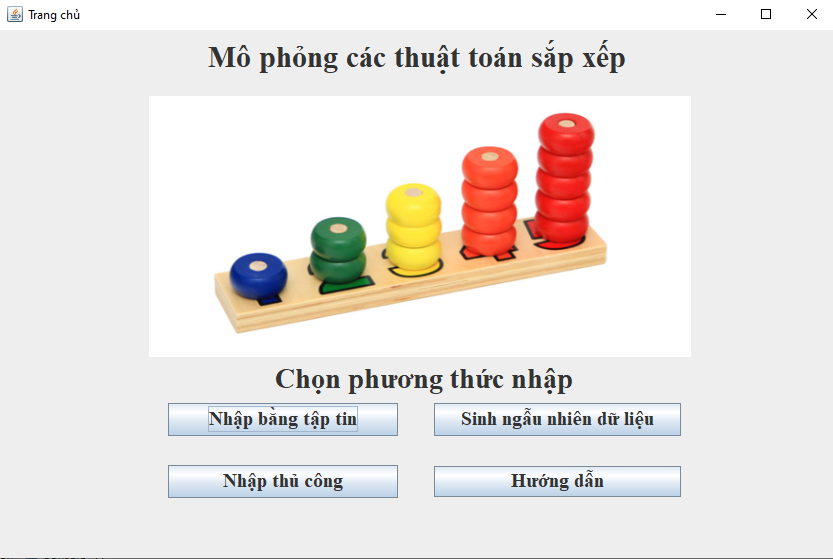 Trang chủ
Mô phỏng các thuật toán sắp xếp
Chọn phương thức nhập
Nhập bằng tập tin
Sinh ngẫu nhiên dữ liệu
Nhập thủ công
Hướng dẫn